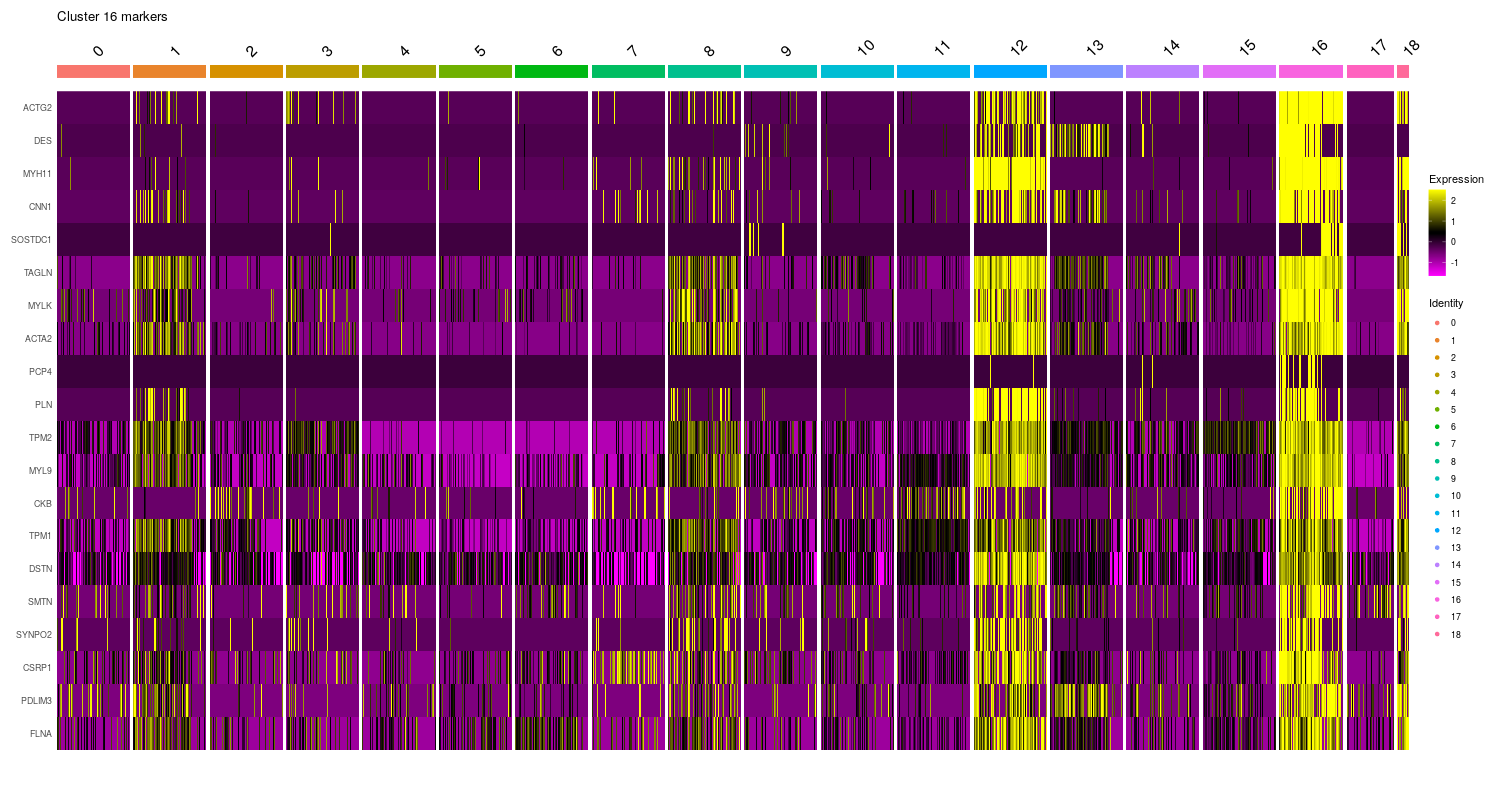 Cluster 16 markers
0 1 2 3 4 5 6 7 8 9 10 11 12 13 14 15 16 17 18
ACTG2
DES
MYH11
CNN1
SOSTDC1
TAGLN
MYLK
ACTA2
PCP4
PLN
TPM2
MYL9
CKB
TPM1
DSTN
SMTN
SYNPO2
CSRP1
PDLIM3
FLNA
Expression
2
1
0
-1
Identity
0
1
2
3
4
5
6
7
8
9
10
11
12
13
14
15
16
17
18